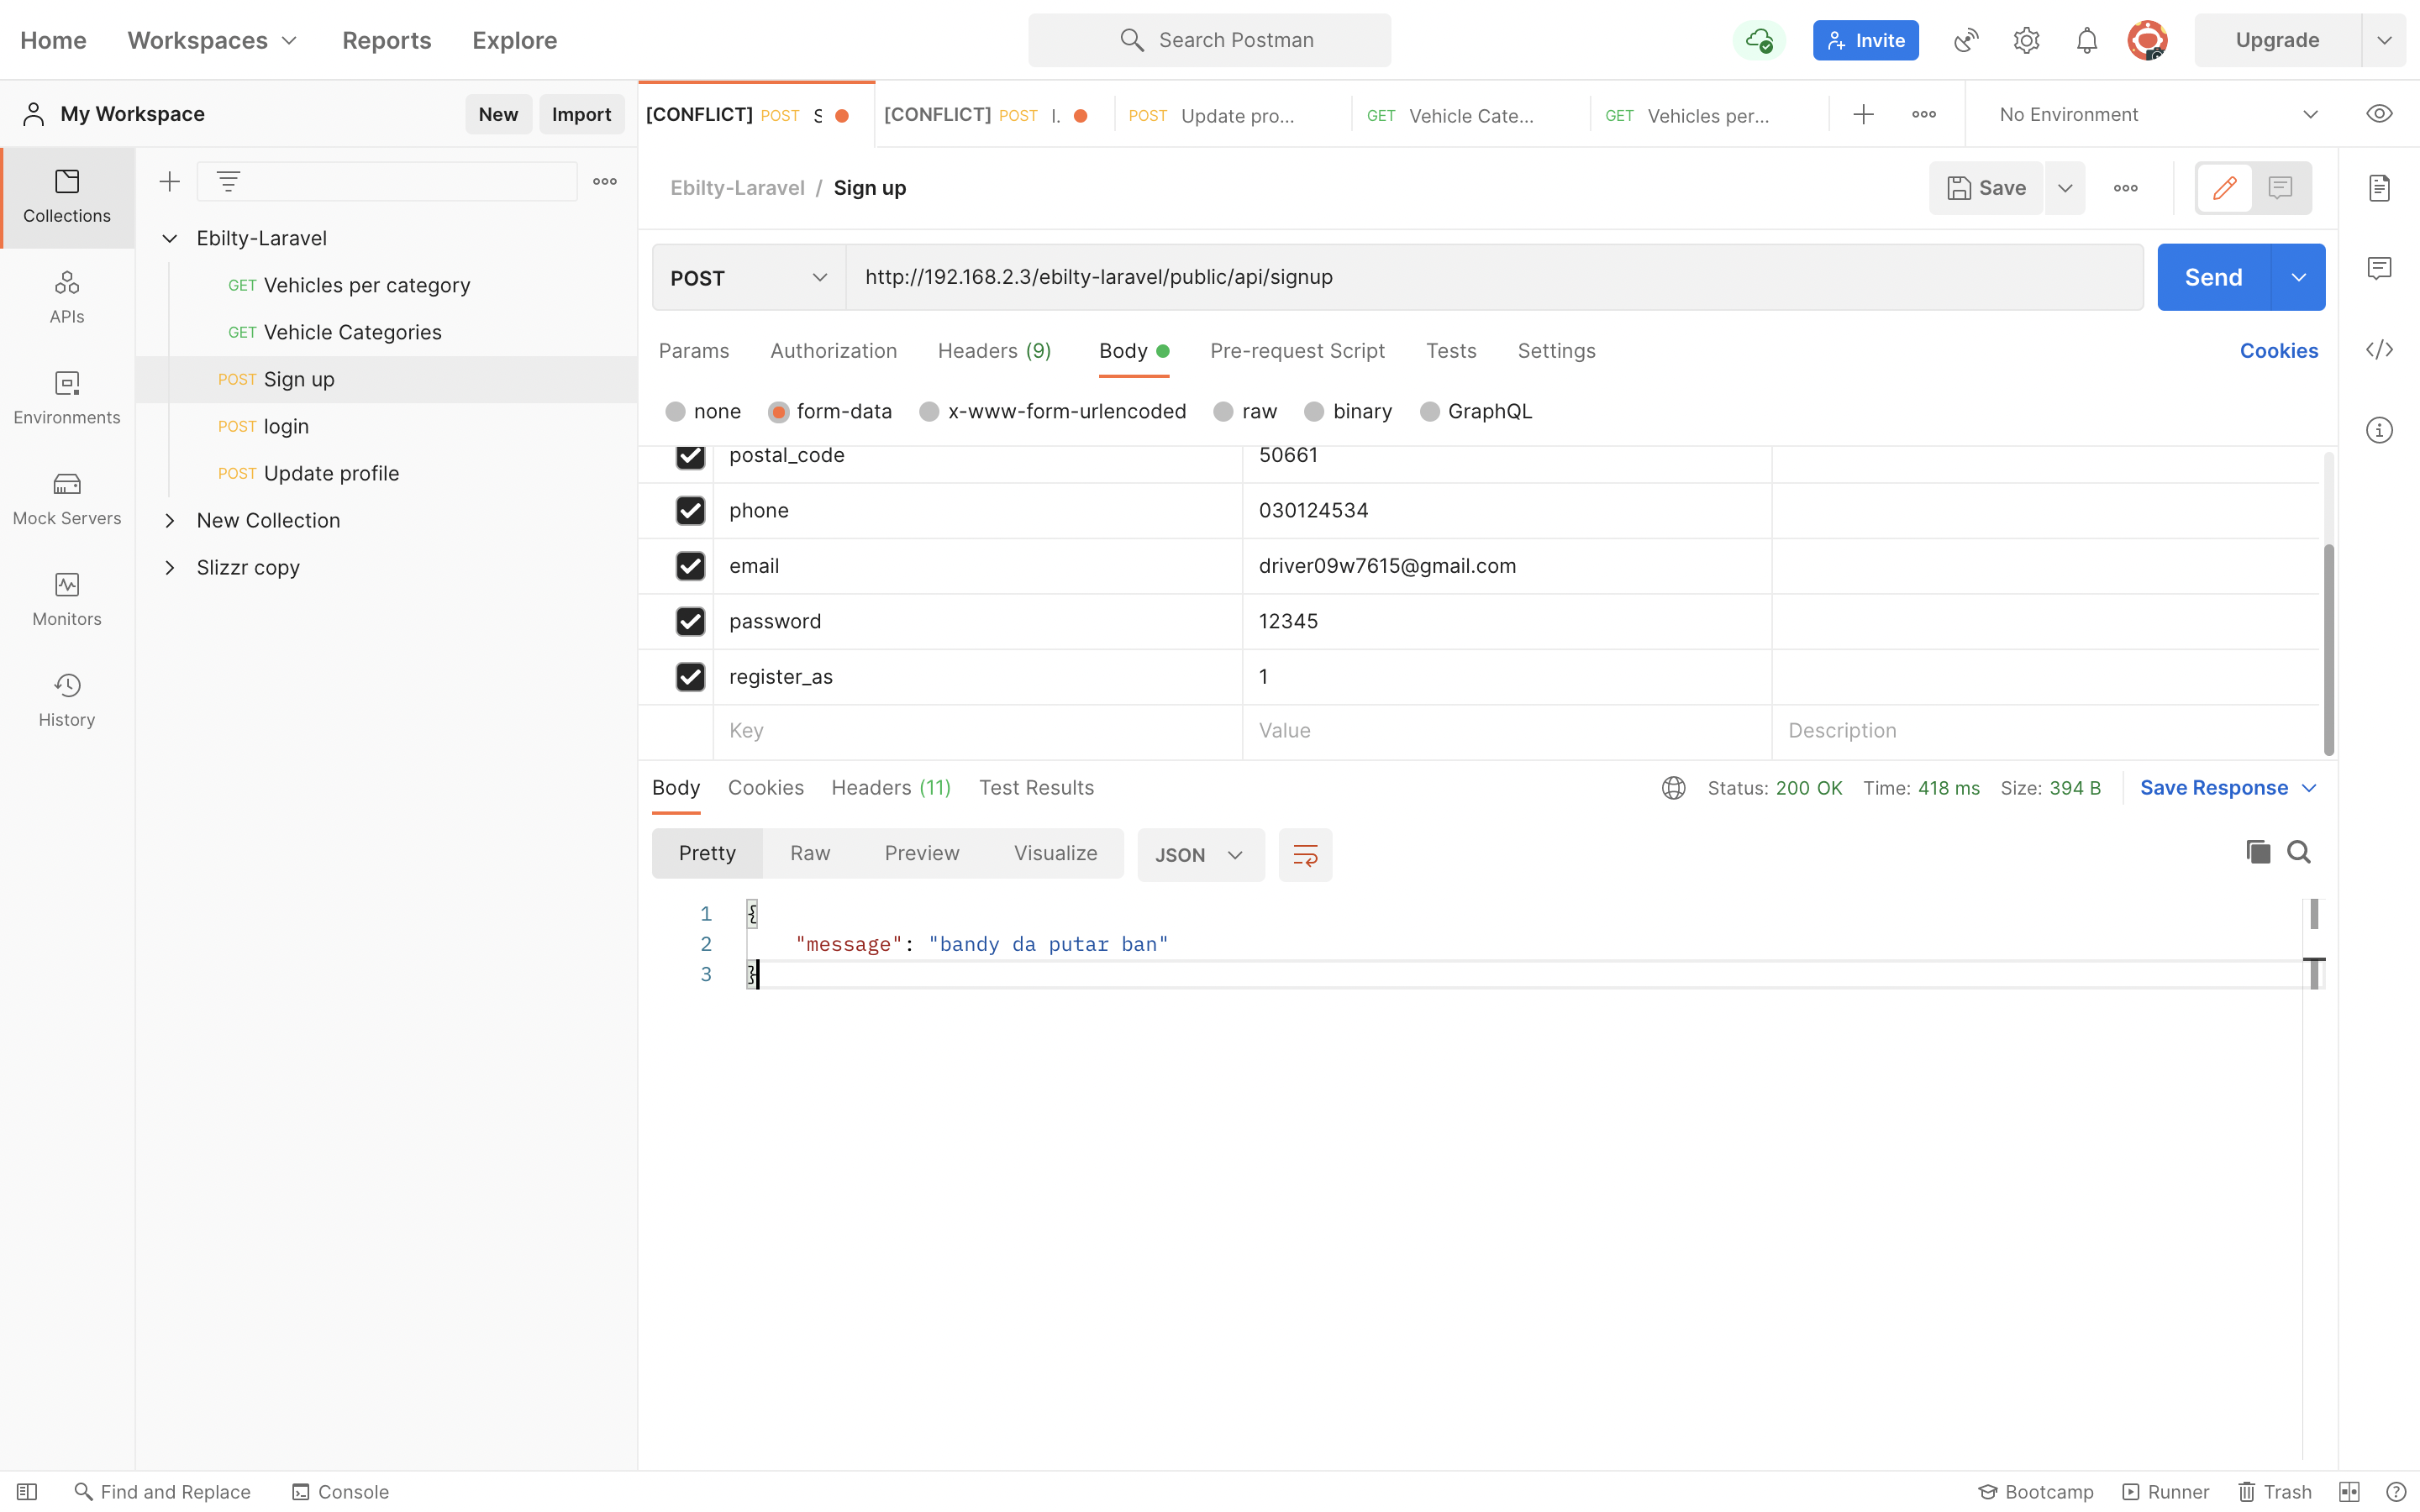 Home Workspaces Reports Explore Search Postman Invite Upgrade
My Workspace New Import [CONFLICT] POST S [CONFLICT] POST l. POST Update pro... GET Vehicle Cate... GET Vehicles per... No Environment
Collections
APIs
Environments
Mock Servers
Monitors
History
Ebilty-Laravel
GET Vehicles per category
GET Vehicle Categories
POST Sign up
POST login
POST Update profile
New Collection
Slizzr copy
Ebilty-Laravel / Sign up Save
POST http://192.168.2.3/ebilty-laravel/public/api/signup Send
Params Authorization Headers (9) Body Pre-request Script Tests Settings Cookies
none form-data x-www-form-urlencoded raw binary GraphQL
postal_code 50661
phone 030124534
email driver09w7615@gmail.com
password 12345
register_as 1
Key Value Description
Body Cookies Headers (11) Test Results Status: 200 OK Time: 418 ms Size: 394 B Save Response
Pretty Raw Preview Visualize JSON
1 {
2 "message": "bandy da putar ban"
3 }
Find and Replace Console Bootcamp Runner Trash